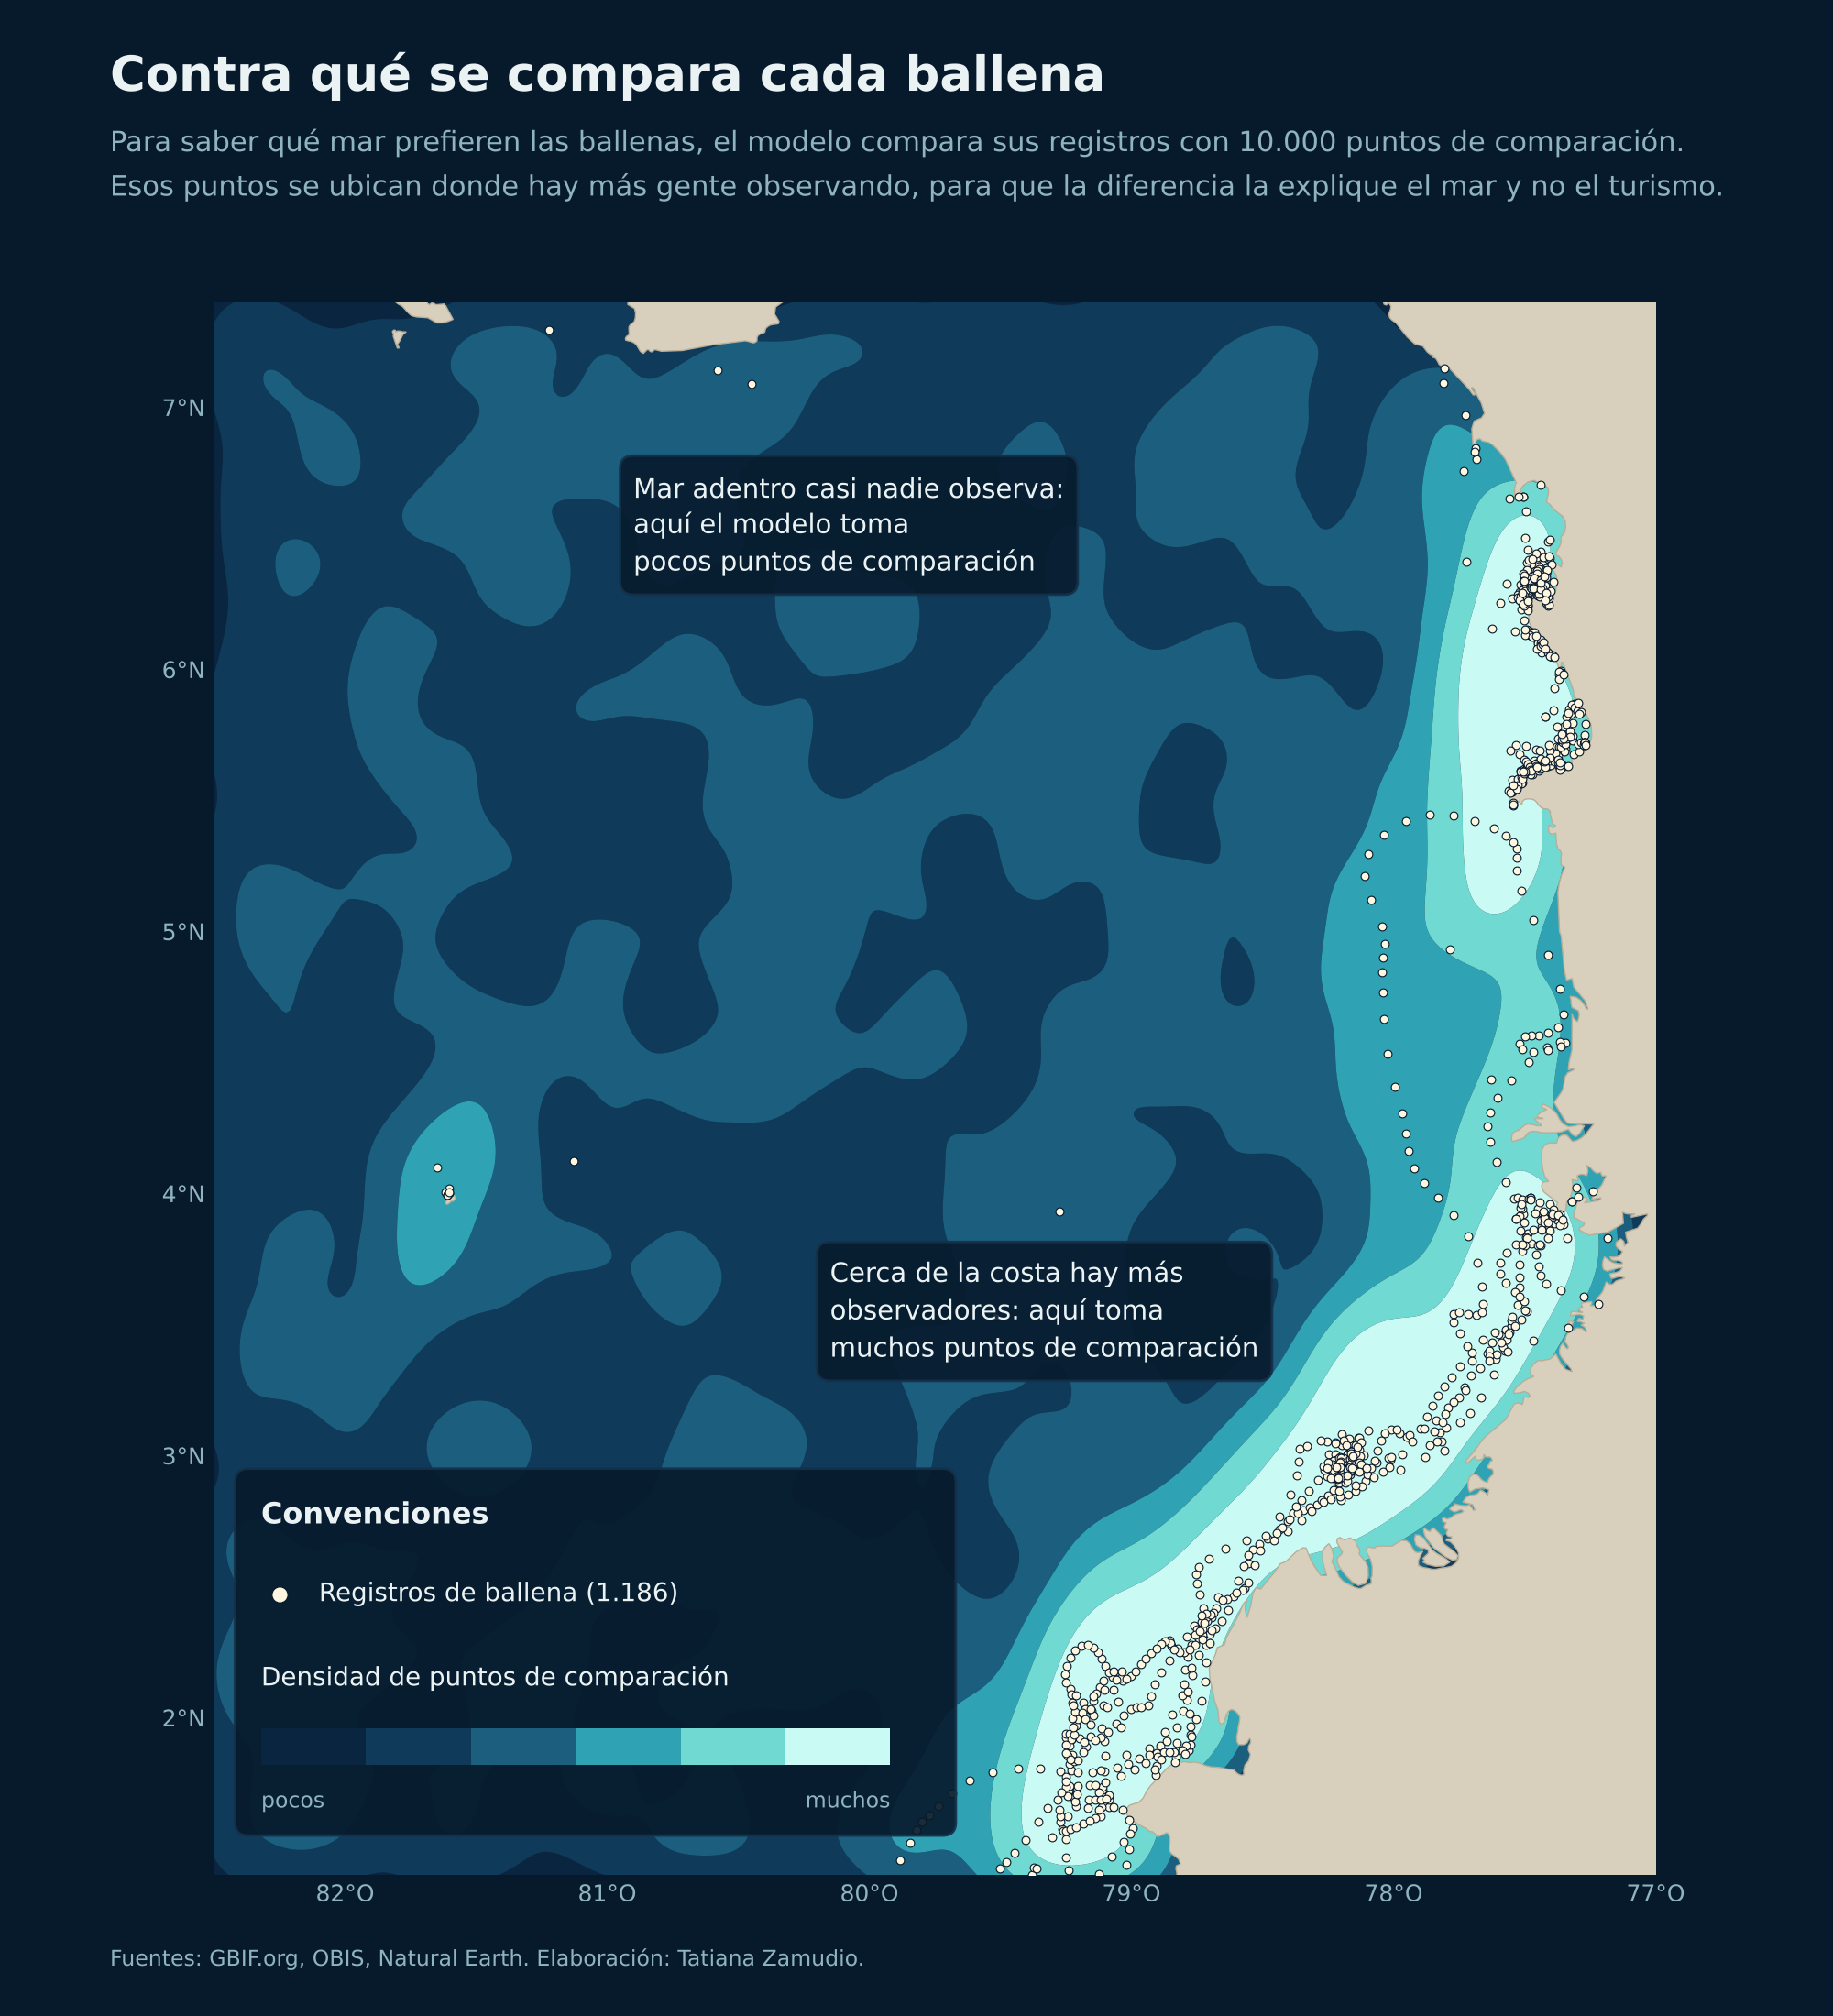 Contra qué se compara cada ballena
Para saber qué mar prefieren las ballenas, el modelo compara sus registros con 10.000 puntos de comparación.
Esos puntos se ubican donde hay más gente observando, para que la diferencia la explique el mar y no el turismo.
7°N
Mar adentro casi nadie observa:
aquí el modelo toma
pocos puntos de comparación
6°N
5°N
4°N
Cerca de la costa hay más
observadores: aquí toma
muchos puntos de comparación
3°N
Convenciones
Registros de ballena (1.186)
Densidad de puntos de comparación
2°N
pocos muchos
82°O 81°O 80°O 79°O 78°O 77°O
Fuentes: GBIF.org, OBIS, Natural Earth. Elaboración: Tatiana Zamudio.